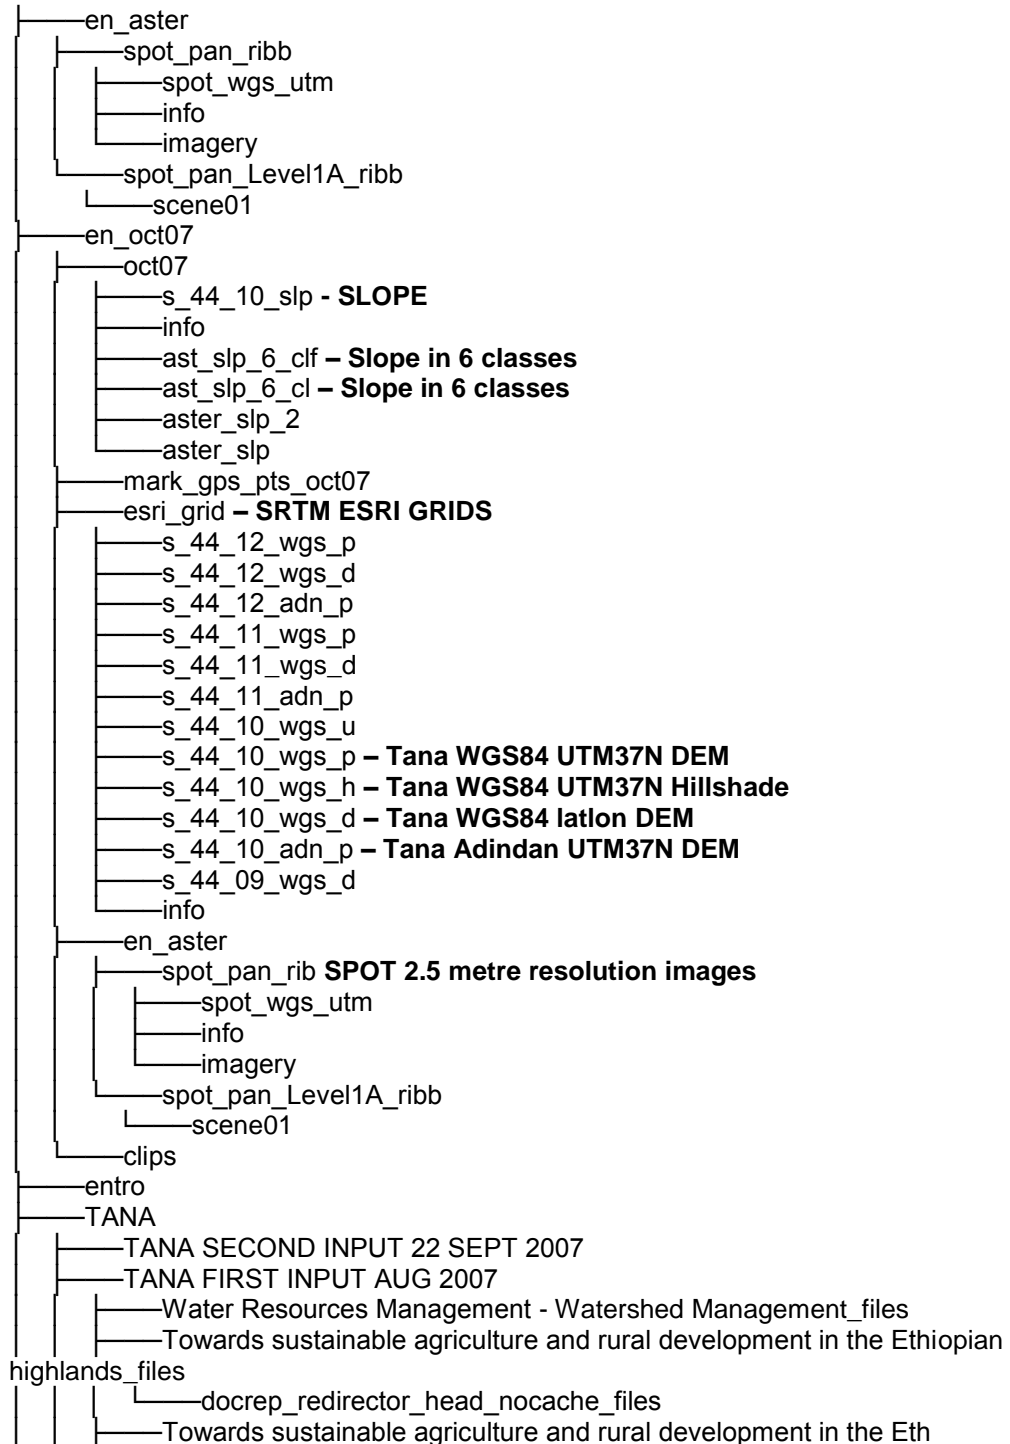 en_aster
spot_pan_ribb
spot_wgs_utm
info
imagery
spot_pan_Level1A_ribb
scene01
en_oct07
oct07
s_44_10_slp - SLOPE
info
ast_slp_6_clf – Slope in 6 classes
ast_slp_6_cl – Slope in 6 classes
aster_slp_2
aster_slp
mark_gps_pts_oct07
esri_grid – SRTM ESRI GRIDS
s_44_12_wgs_p
s_44_12_wgs_d
s_44_12_adn_p
s_44_11_wgs_p
s_44_11_wgs_d
s_44_11_adn_p
s_44_10_wgs_u
s_44_10_wgs_p – Tana WGS84 UTM37N DEM
s_44_10_wgs_h – Tana WGS84 UTM37N Hillshade
s_44_10_wgs_d – Tana WGS84 latlon DEM
s_44_10_adn_p – Tana Adindan UTM37N DEM
s_44_09_wgs_d
info
en_aster
spot_pan_rib SPOT 2.5 metre resolution images
spot_wgs_utm
info
imagery
spot_pan_Level1A_ribb
scene01
clips
entro
TANA
TANA SECOND INPUT 22 SEPT 2007
TANA FIRST INPUT AUG 2007
Water Resources Management - Watershed Management_files
Towards sustainable agriculture and rural development in the Ethiopian
highlands_files
docrep_redirector_head_nocache_files
Towards sustainable agriculture and rural development in the Eth